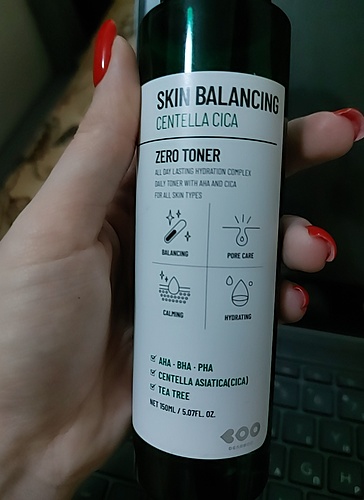 SKIN BALANCING
CENTELLA CICA
ZERO TONER
ALL DAY LASTING HYDRATION COMPLEX
DAILY TONER WITH AHA AND CICA
FOR ALL SKIN TYPES
BALANCING
PORE CARE
CALMING
HYDRATING
AHA · BHA · PHA
CENTELLA ASIATICA(CICA)
TEA TREE
NET 150ML / 5.07FL. OZ.